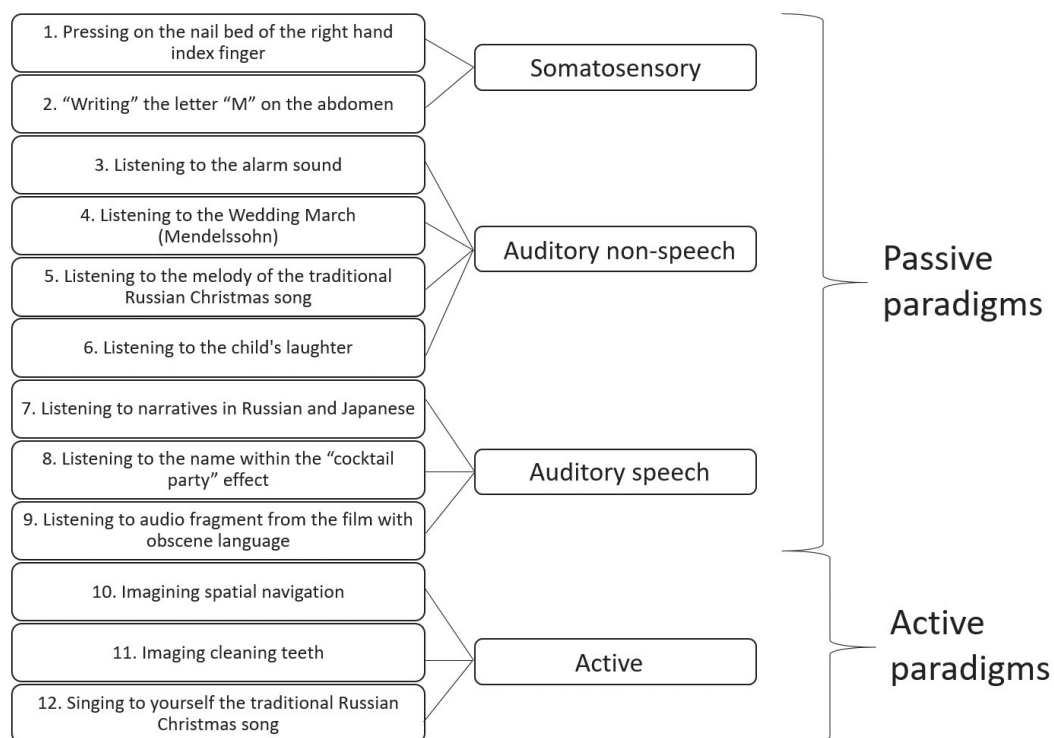 1. Pressing on the nail bed of the right hand
index finger
2. “Writing” the letter “M” on the abdomen
3. Listening to the alarm sound
4. Listening to the Wedding March
(Mendelssohn)
5. Listening to the melody of the traditional
Russian Christmas song
6. Listening to the child's laughter
7. Listening to narratives in Russian and Japanese
8. Listening to the name within the “cocktail
party” effect
9. Listening to audio fragment from the film with
obscene language
10. Imagining spatial navigation
11. Imaging cleaning teeth
12. Singing to yourself the traditional Russian
Christmas song
Somatosensory
Auditory non-speech
Auditory speech
Active
Passive
paradigms
Active
paradigms